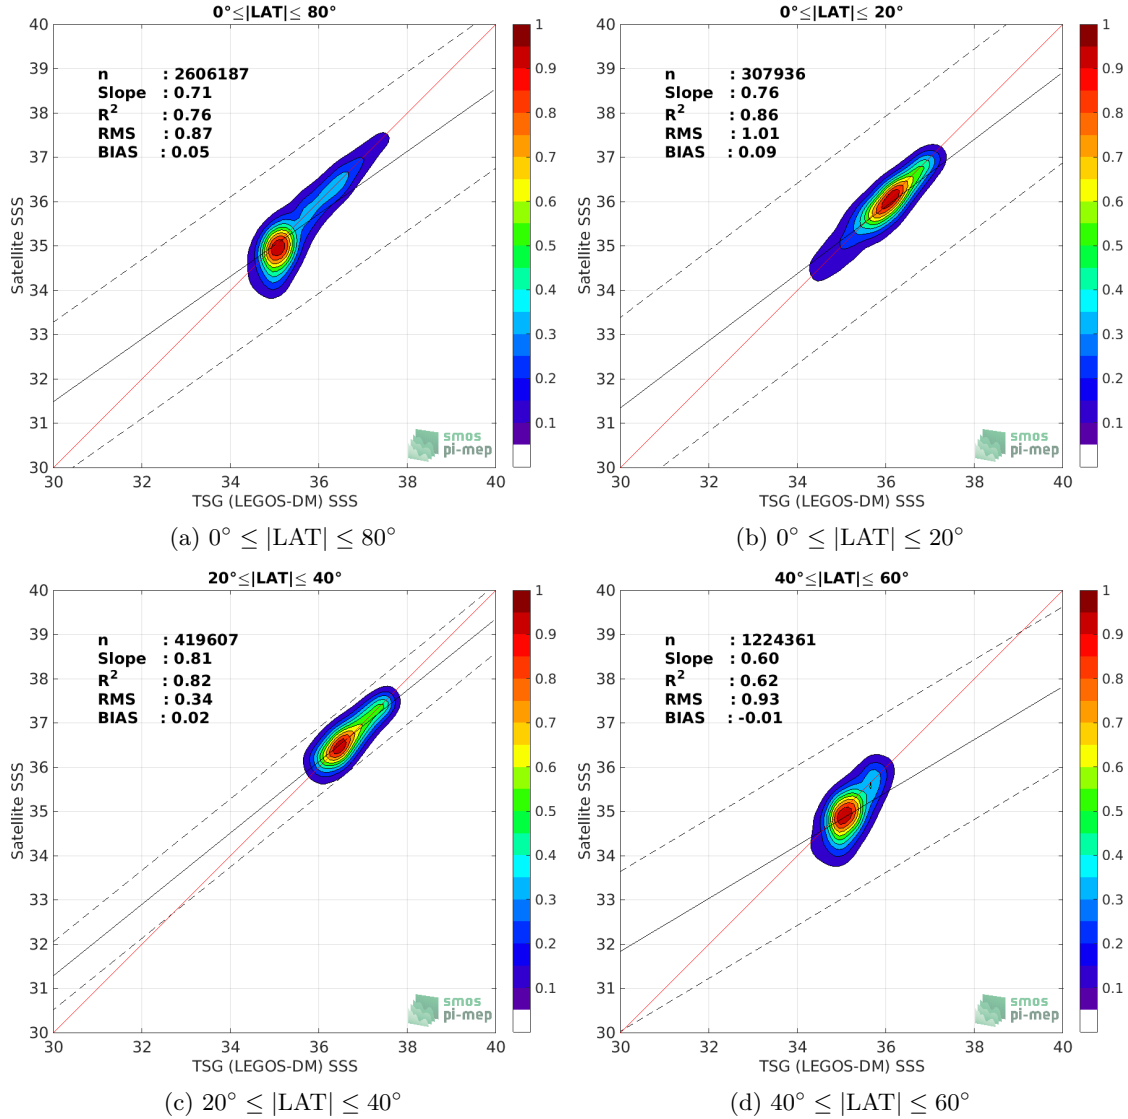 0°≤|LAT|≤ 80°
n : 2606187
Slope : 0.71
R² : 0.76
RMS : 0.87
BIAS : 0.05
40
39
38
37
36
35
34
33
32
31
30
Satellite SSS
30 32 34 36 38 40
TSG (LEGOS-DM) SSS
1
0.9
0.8
0.7
0.6
0.5
0.4
0.3
0.2
0.1
smos
pi-mep
(a) 0° ≤ |LAT| ≤ 80°
0°≤|LAT|≤ 20°
n : 307936
Slope : 0.76
R² : 0.86
RMS : 1.01
BIAS : 0.09
40
39
38
37
36
35
34
33
32
31
30
Satellite SSS
30 32 34 36 38 40
TSG (LEGOS-DM) SSS
1
0.9
0.8
0.7
0.6
0.5
0.4
0.3
0.2
0.1
smos
pi-mep
(b) 0° ≤ |LAT| ≤ 20°
20°≤|LAT|≤ 40°
n : 419607
Slope : 0.81
R² : 0.82
RMS : 0.34
BIAS : 0.02
40
39
38
37
36
35
34
33
32
31
30
Satellite SSS
30 32 34 36 38 40
TSG (LEGOS-DM) SSS
1
0.9
0.8
0.7
0.6
0.5
0.4
0.3
0.2
0.1
smos
pi-mep
(c) 20° ≤ |LAT| ≤ 40°
40°≤|LAT|≤ 60°
n : 1224361
Slope : 0.60
R² : 0.62
RMS : 0.93
BIAS : -0.01
40
39
38
37
36
35
34
33
32
31
30
Satellite SSS
30 32 34 36 38 40
TSG (LEGOS-DM) SSS
1
0.9
0.8
0.7
0.6
0.5
0.4
0.3
0.2
0.1
smos
pi-mep
(d) 40° ≤ |LAT| ≤ 60°